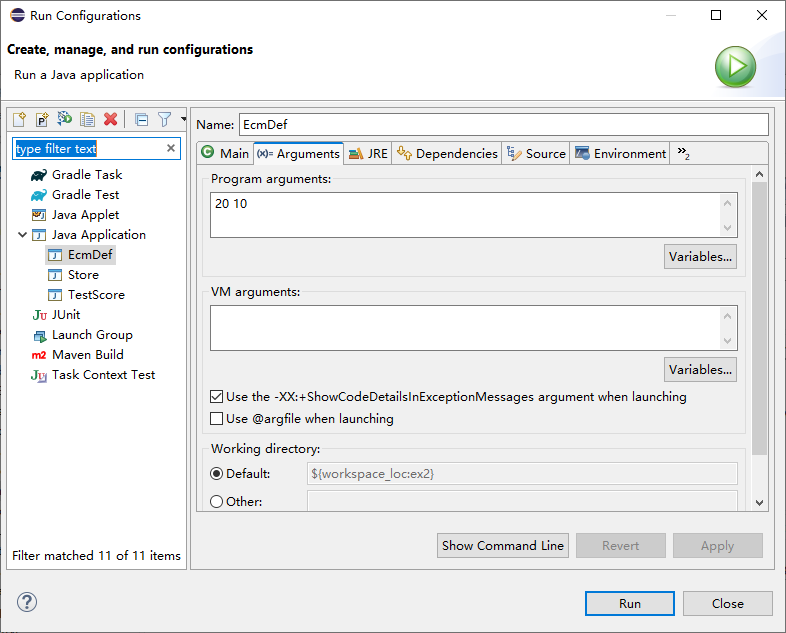 Run Configurations
Create, manage, and run configurations
Run a Java application
type filter text
Gradle Task
Gradle Test
Java Applet
Java Application
EcmDef
Store
TestScore
JUnit
Launch Group
Maven Build
Task Context Test
Filter matched 11 of 11 items
Name: EcmDef
Main (x)= Arguments JRE Dependencies Source Environment »2
Program arguments:
20 10
Variables...
VM arguments:
Variables...
Use the -XX:+ShowCodeDetailsInExceptionMessages argument when launching
Use @argfile when launching
Working directory:
Default: ${workspace_loc:ex2}
Other:
Show Command Line Revert Apply
Run Close